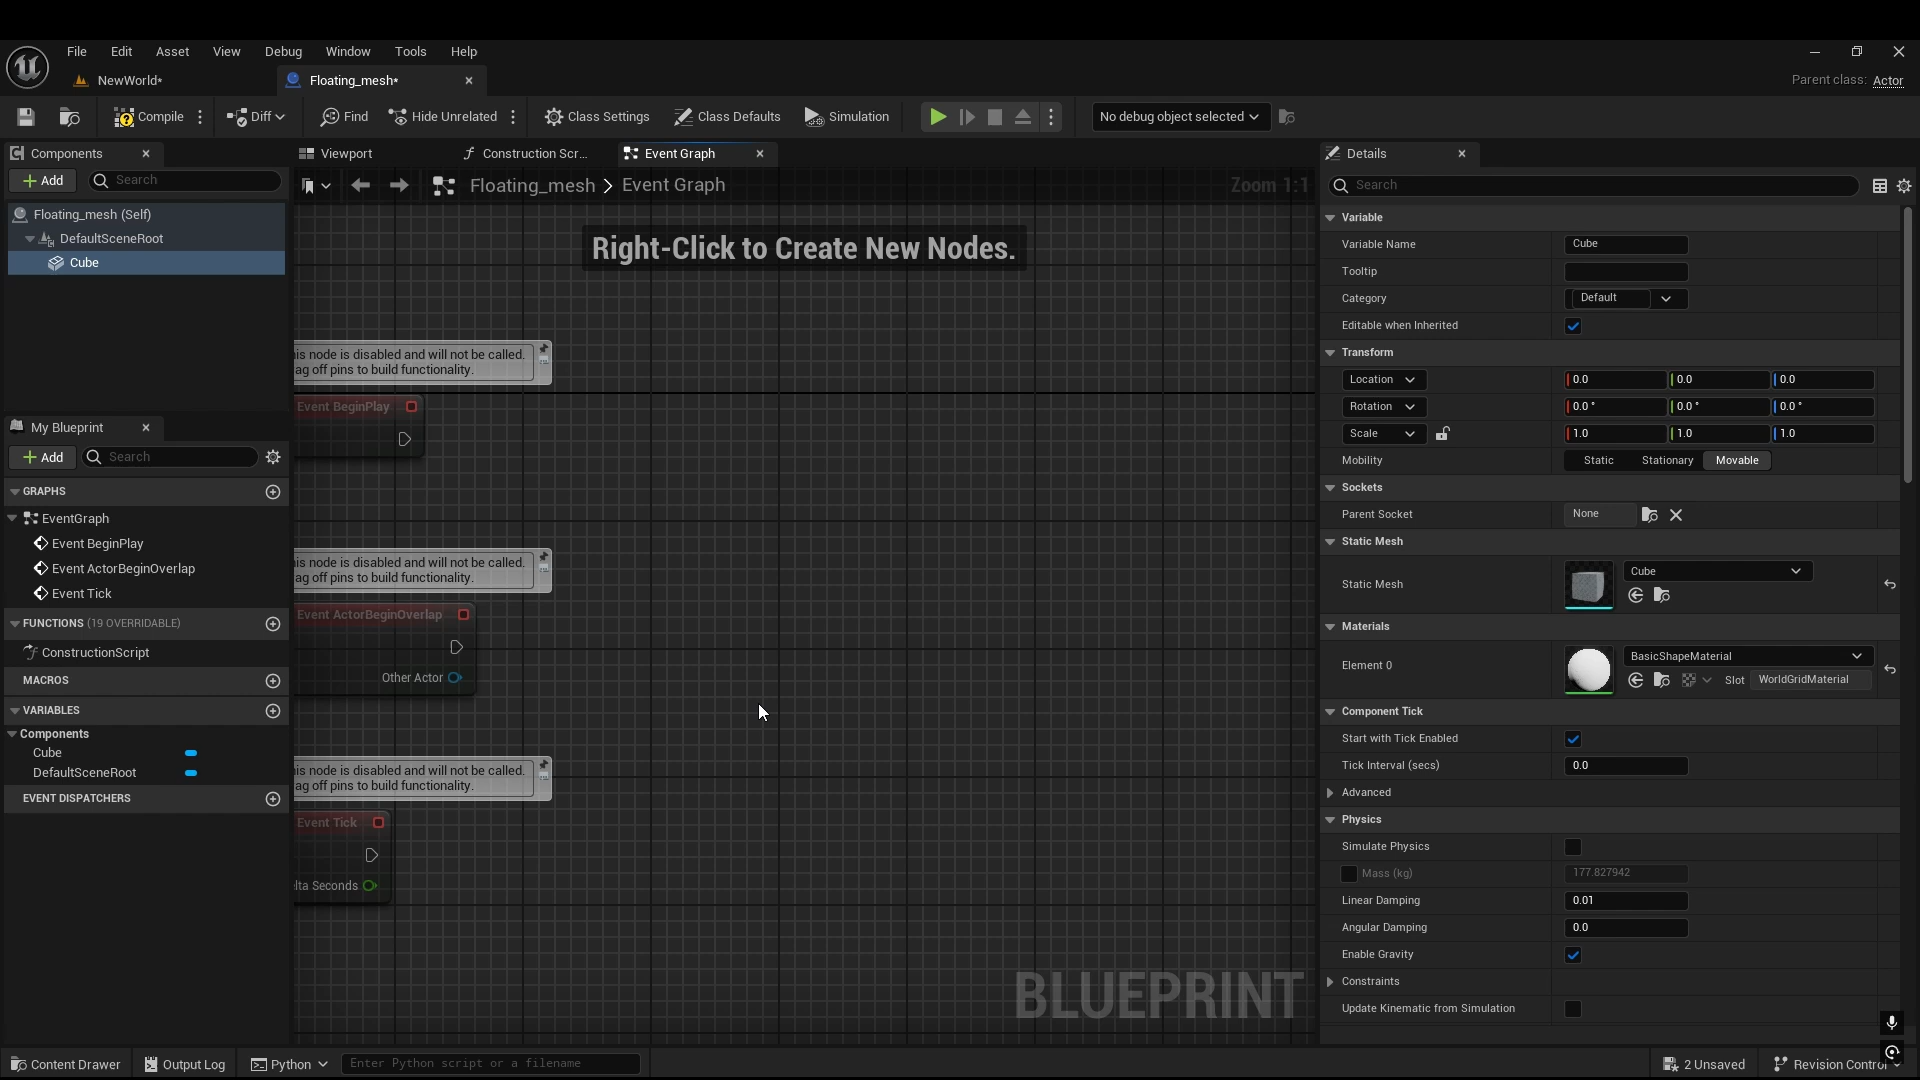 File Edit Asset View Debug Window Tools Help
NewWorld*
Floating_mesh*
Parent class: Actor
Compile
Diff
Find
Hide Unrelated
Class Settings
Class Defaults
Simulation
No debug object selected
Components
Add
Search
Floating_mesh (Self)
DefaultSceneRoot
Cube
My Blueprint
Add
Search
GRAPHS
EventGraph
Event BeginPlay
Event ActorBeginOverlap
Event Tick
FUNCTIONS (19 OVERRIDABLE)
ConstructionScript
MACROS
VARIABLES
Components
Cube
DefaultSceneRoot
EVENT DISPATCHERS
Viewport
Construction Scr...
Event Graph
Floating_mesh > Event Graph
Zoom 1:1
Right-Click to Create New Nodes.
his node is disabled and will not be called.
ag off pins to build functionality.
Event BeginPlay
his node is disabled and will not be called.
ag off pins to build functionality.
Event ActorBeginOverlap
Other Actor
his node is disabled and will not be called.
ag off pins to build functionality.
Event Tick
lta Seconds
BLUEPRINT
Details
Search
Variable
Variable Name Cube
Tooltip
Category Default
Editable when Inherited
Transform
Location 0.0 0.0 0.0
Rotation 0.0 ° 0.0 ° 0.0 °
Scale 1.0 1.0 1.0
Mobility Static Stationary Movable
Sockets
Parent Socket None
Static Mesh
Static Mesh Cube
Materials
Element 0 BasicShapeMaterial
Slot WorldGridMaterial
Component Tick
Start with Tick Enabled
Tick Interval (secs) 0.0
Advanced
Physics
Simulate Physics
Mass (kg) 177.827942
Linear Damping 0.01
Angular Damping 0.0
Enable Gravity
Constraints
Update Kinematic from Simulation
Content Drawer
Output Log
Python
Enter Python script or a filename
2 Unsaved
Revision Control